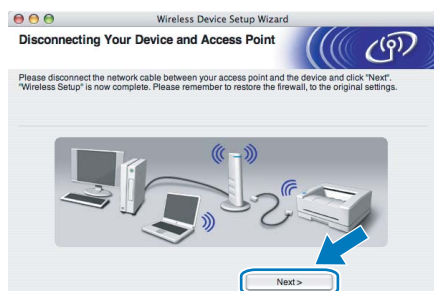 Wireless Device Setup Wizard
Disconnecting Your Device and Access Point
Please disconnect the network cable between your access point and the device and click "Next".
"Wireless Setup" is now complete. Please remember to restore the firewall, to the original settings.
Next >